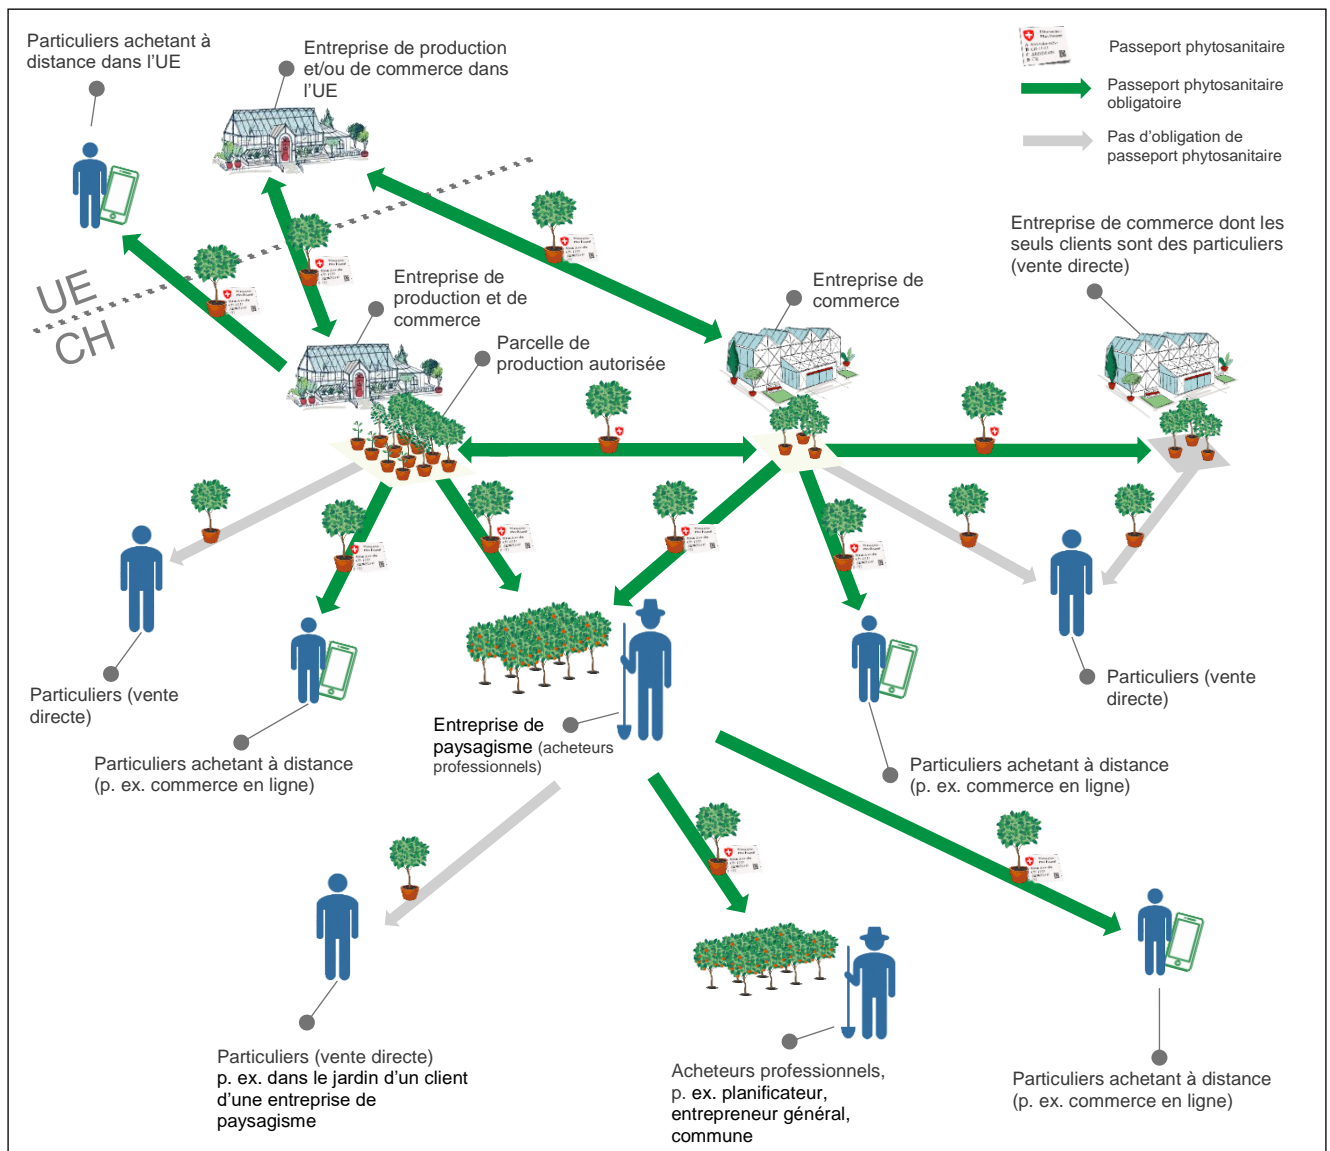 Particuliers achetant à
distance dans l'UE
Entreprise de production
et/ou de commerce dans
l'UE
Passeport phytosanitaire
Passeport phytosanitaire
obligatoire
Pas d'obligation de
passeport phytosanitaire
Entreprise de commerce dont les
seuls clients sont des particuliers
(vente directe)
UE
CH
Entreprise de
production et de
commerce
Entreprise de
commerce
Parcelle de
production autorisée
Particuliers (vente
directe)
Particuliers achetant à distance
(p. ex. commerce en ligne)
Entreprise de
paysagisme (acheteurs
professionnels)
Particuliers achetant à distance
(p. ex. commerce en ligne)
Particuliers (vente
directe)
Particuliers (vente directe)
p. ex. dans le jardin d'un client
d'une entreprise de
paysagisme
Acheteurs professionnels,
p. ex. planificateur,
entrepreneur général,
commune
Particuliers achetant à distance
(p. ex. commerce en ligne)